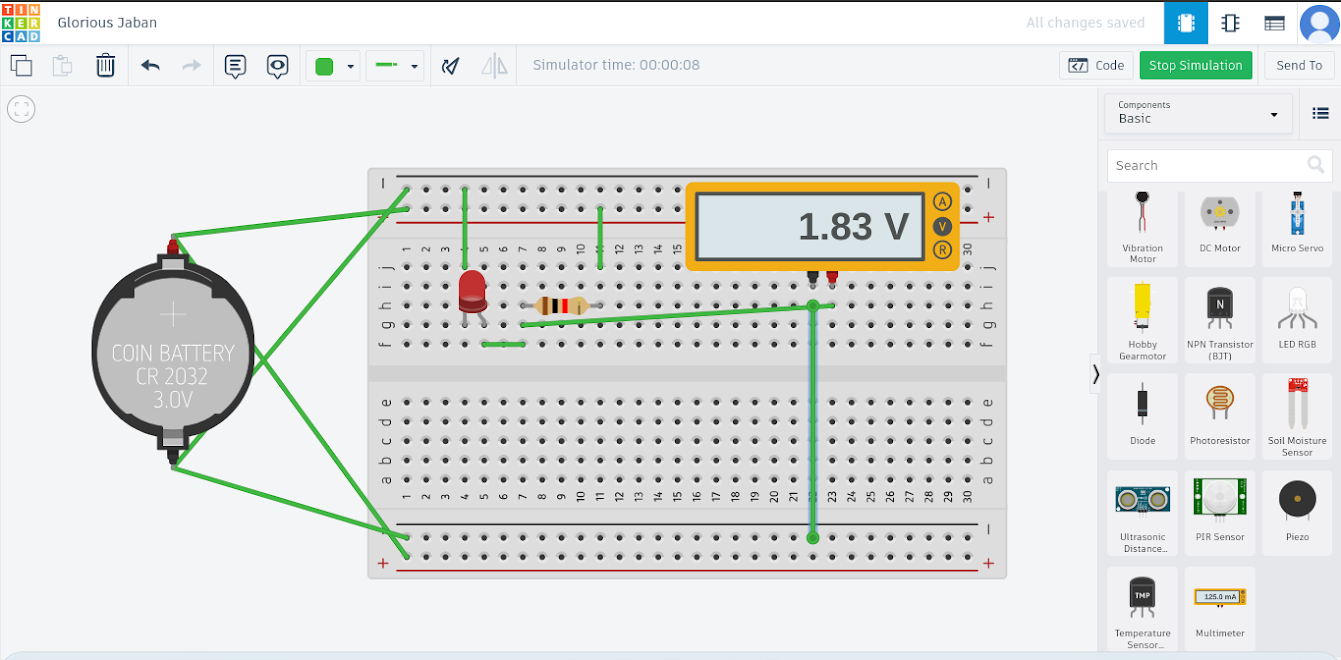 TIN
KER
CAD
Glorious Jaban
All changes saved
Simulator time: 00:00:08
Code
Stop Simulation
Send To
Components
Basic
Search
Vibration
Motor
DC Motor
Micro Servo
Hobby
Gearmotor
N
NPN Transistor
(BJT)
LED RGB
Diode
Photoresistor
Soil Moisture
Sensor
Ultrasonic
Distance...
PIR Sensor
Piezo
TMP
Temperature
Sensor...
125.0 mA
Multimeter
COIN BATTERY
CR 2032
3.0V
1.83 V
A
V
R
1 2 3 4 5 6 7 8 9 10 11 12 13 14 15 30
j j
i i
h h
g g
f f
e e
d d
c c
b b
a a
1 2 3 4 5 6 7 8 9 10 11 12 13 14 15 16 17 18 19 20 21 22 23 24 25 26 27 28 29 30